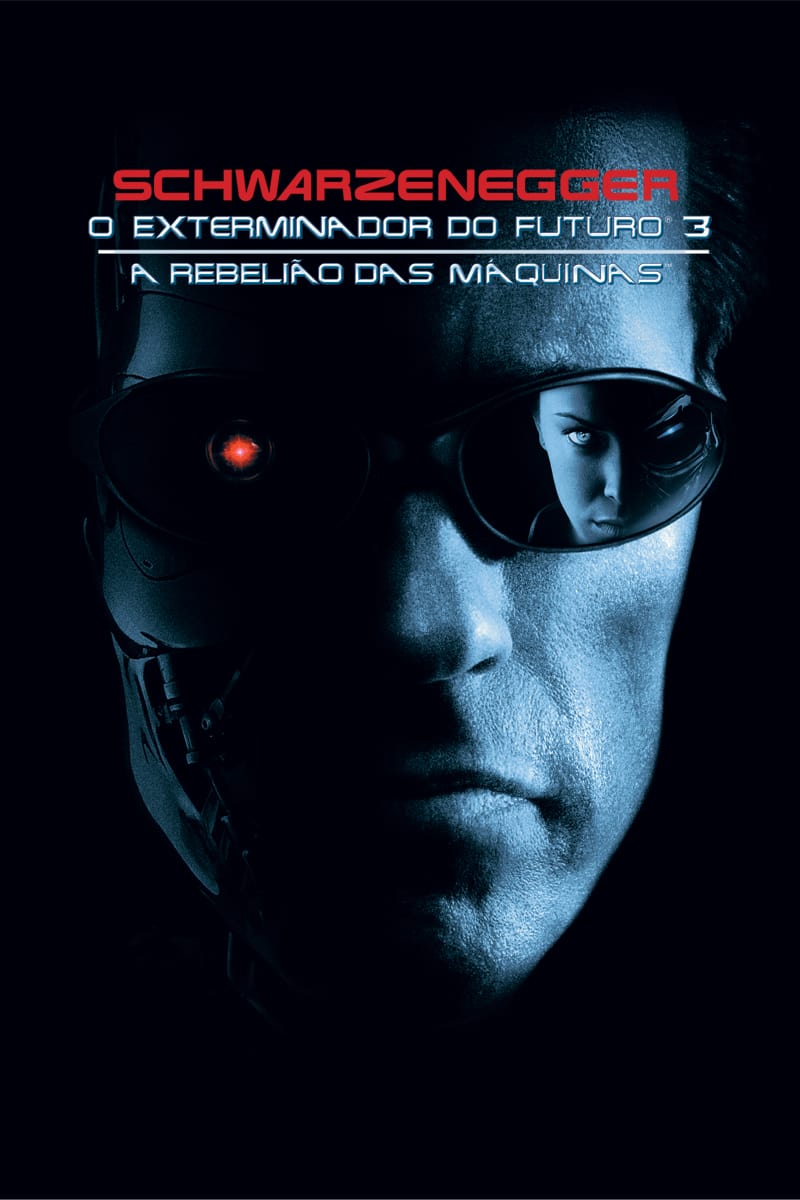 SCHWARZENEGGER
O EXTERMINADOR DO FUTURO® 3
A REBELIÃO DAS MÁQUINAS